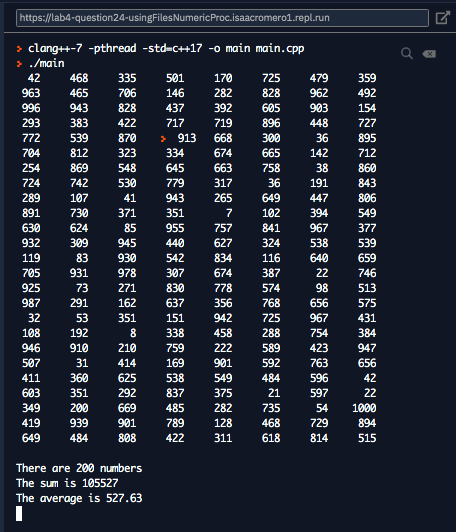 https://lab4-question24-usingFilesNumericProc.isaacromero1.repl.run
> clang++-7 -pthread -std=c++17 -o main main.cpp
> ./main
42 468 335 501 170 725 479 359
963 465 706 146 282 828 962 492
996 943 828 437 392 605 903 154
293 383 422 717 719 896 448 727
772 539 870 > 913 668 300 36 895
704 812 323 334 674 665 142 712
254 869 548 645 663 758 38 860
724 742 530 779 317 36 191 843
289 107 41 943 265 649 447 806
891 730 371 351 7 102 394 549
630 624 85 955 757 841 967 377
932 309 945 440 627 324 538 539
119 83 930 542 834 116 640 659
705 931 978 307 674 387 22 746
925 73 271 830 778 574 98 513
987 291 162 637 356 768 656 575
32 53 351 151 942 725 967 431
108 192 8 338 458 288 754 384
946 910 210 759 222 589 423 947
507 31 414 169 901 592 763 656
411 360 625 538 549 484 596 42
603 351 292 837 375 21 597 22
349 200 669 485 282 735 54 1000
419 939 901 789 128 468 729 894
649 484 808 422 311 618 814 515
There are 200 numbers
The sum is 105527
The average is 527.63